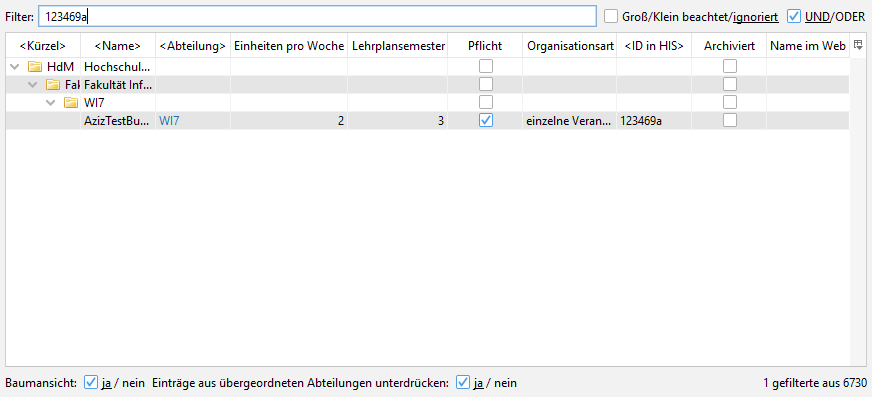 Filter: 123469a Groß/Klein beachtet/ignoriert UND/ODER
<Kürzel> <Name> <Abteilung> Einheiten pro Woche Lehrplansemester Pflicht Organisationsart <ID in HIS> Archiviert Name im Web
HdM Hochschul...
Fak Fakultät Inf...
WI7
AzizTestBu... WI7 2 3 einzelne Veran... 123469a
Baumansicht: ja / nein Einträge aus übergeordneten Abteilungen unterdrücken: ja / nein 1 gefilterte aus 6730